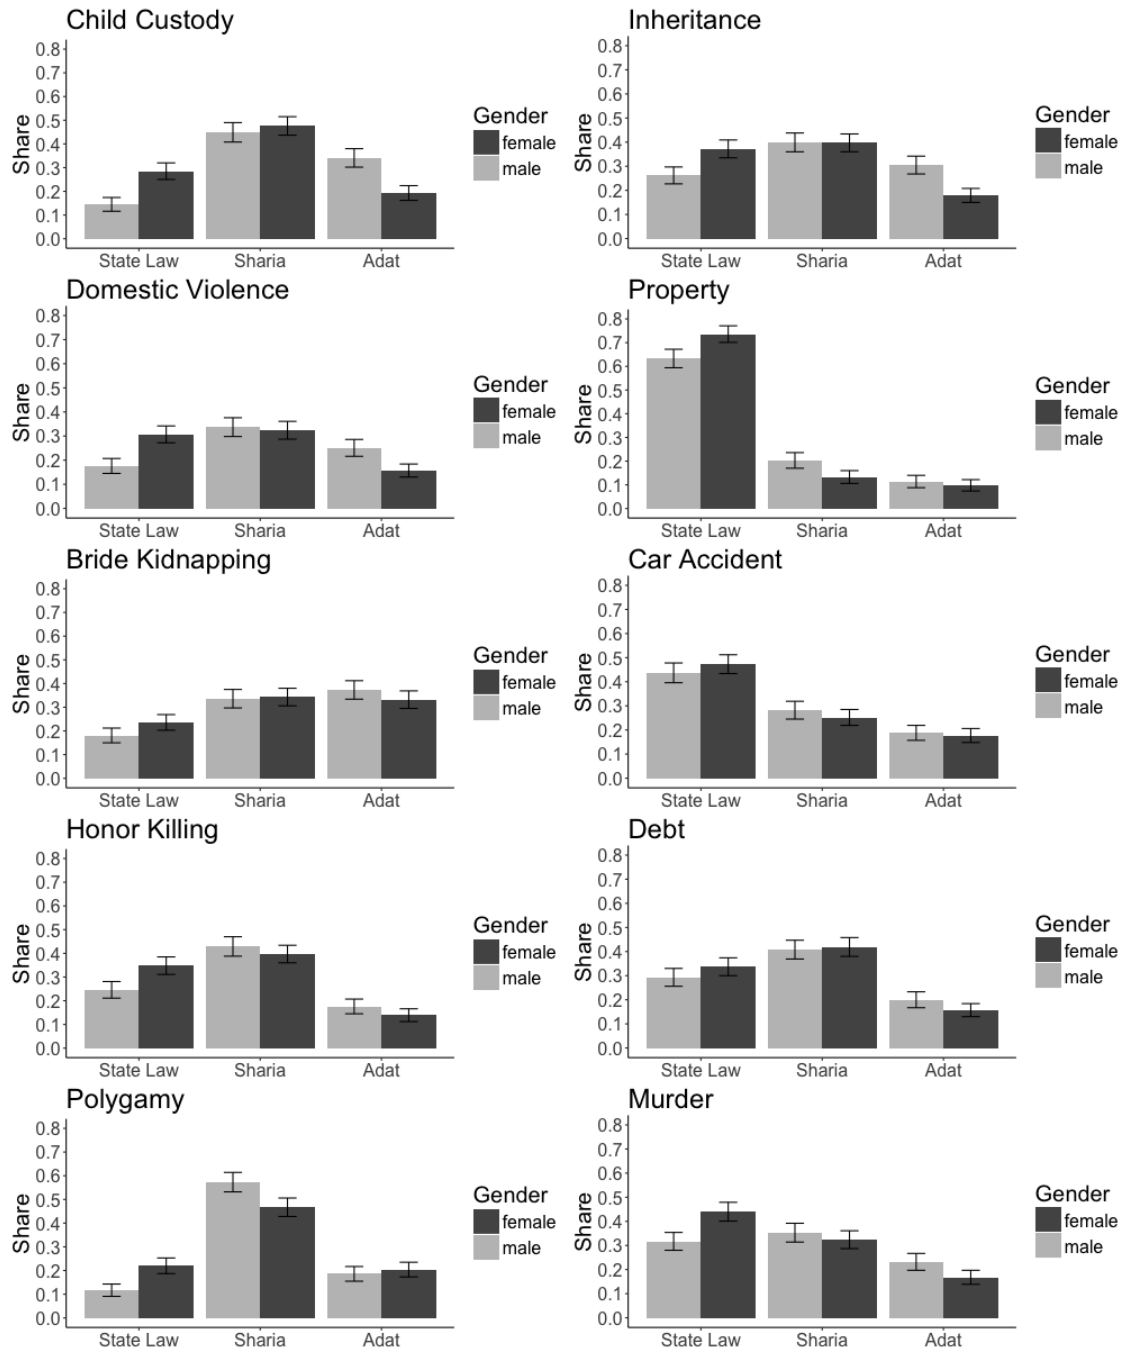 Child Custody
0.8
0.7
0.6
0.5
0.4
0.3
0.2
0.1
0.0
Share
State Law Sharia Adat
Gender
female
male
Inheritance
0.8
0.7
0.6
0.5
0.4
0.3
0.2
0.1
0.0
Share
State Law Sharia Adat
Gender
female
male
Domestic Violence
0.8
0.7
0.6
0.5
0.4
0.3
0.2
0.1
0.0
Share
State Law Sharia Adat
Gender
female
male
Property
0.8
0.7
0.6
0.5
0.4
0.3
0.2
0.1
0.0
Share
State Law Sharia Adat
Gender
female
male
Bride Kidnapping
0.8
0.7
0.6
0.5
0.4
0.3
0.2
0.1
0.0
Share
State Law Sharia Adat
Gender
female
male
Car Accident
0.8
0.7
0.6
0.5
0.4
0.3
0.2
0.1
0.0
Share
State Law Sharia Adat
Gender
female
male
Honor Killing
0.8
0.7
0.6
0.5
0.4
0.3
0.2
0.1
0.0
Share
State Law Sharia Adat
Gender
female
male
Debt
0.8
0.7
0.6
0.5
0.4
0.3
0.2
0.1
0.0
Share
State Law Sharia Adat
Gender
female
male
Polygamy
0.8
0.7
0.6
0.5
0.4
0.3
0.2
0.1
0.0
Share
State Law Sharia Adat
Gender
female
male
Murder
0.8
0.7
0.6
0.5
0.4
0.3
0.2
0.1
0.0
Share
State Law Sharia Adat
Gender
female
male